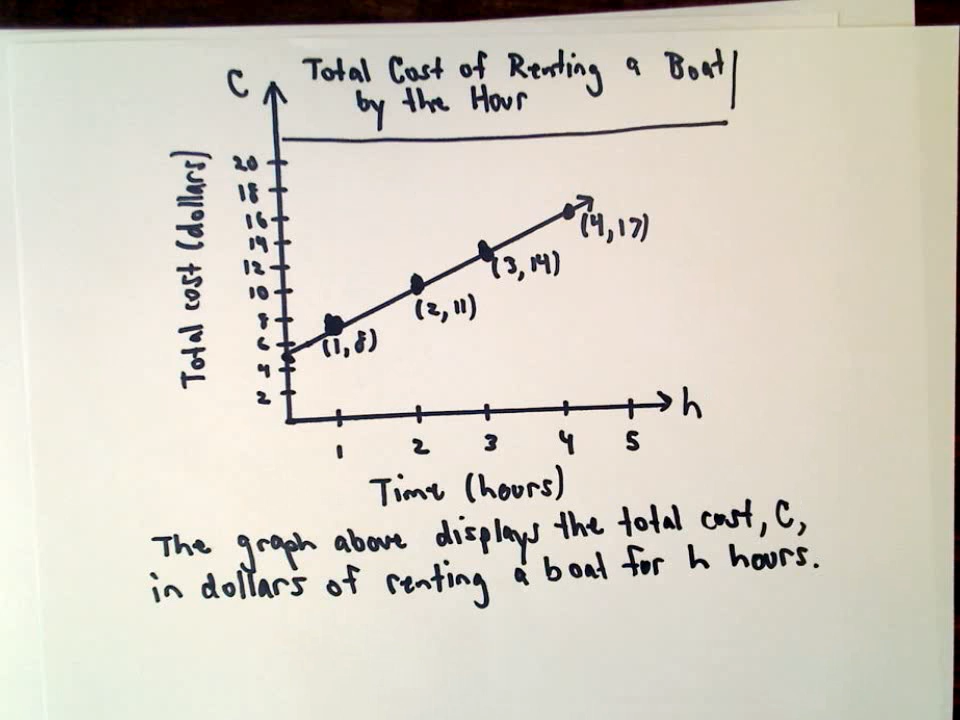 Total Cost of Renting a Boat
by the Hour
C
Total cost (dollars)
20
18
16
14
12
10
8
6
4
2
(4,17)
(3,14)
(2,11)
(1,8)
h
1 2 3 4 5
Time (hours)
The graph above displays the total cost, C,
in dollars of renting a boat for h hours.